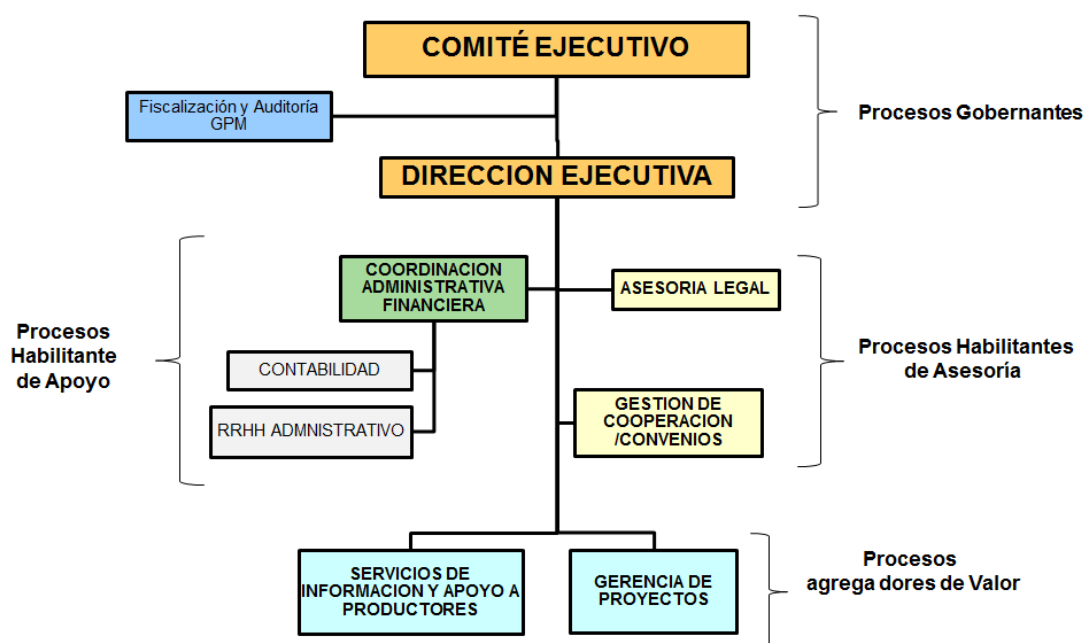 COMITÉ EJECUTIVO
Fiscalización y Auditoría
GPM
Procesos Gobernantes
DIRECCION EJECUTIVA
COORDINACION
ADMINISTRATIVA
FINANCIERA
ASESORIA LEGAL
Procesos
Habilitante
de Apoyo
CONTABILIDAD
RRHH ADMNISTRATIVO
Procesos Habilitantes
de Asesoría
GESTION DE
COOPERACION
/CONVENIOS
SERVICIOS DE
INFORMACION Y APOYO A
PRODUCTORES
GERENCIA DE
PROYECTOS
Procesos
agrega dores de Valor